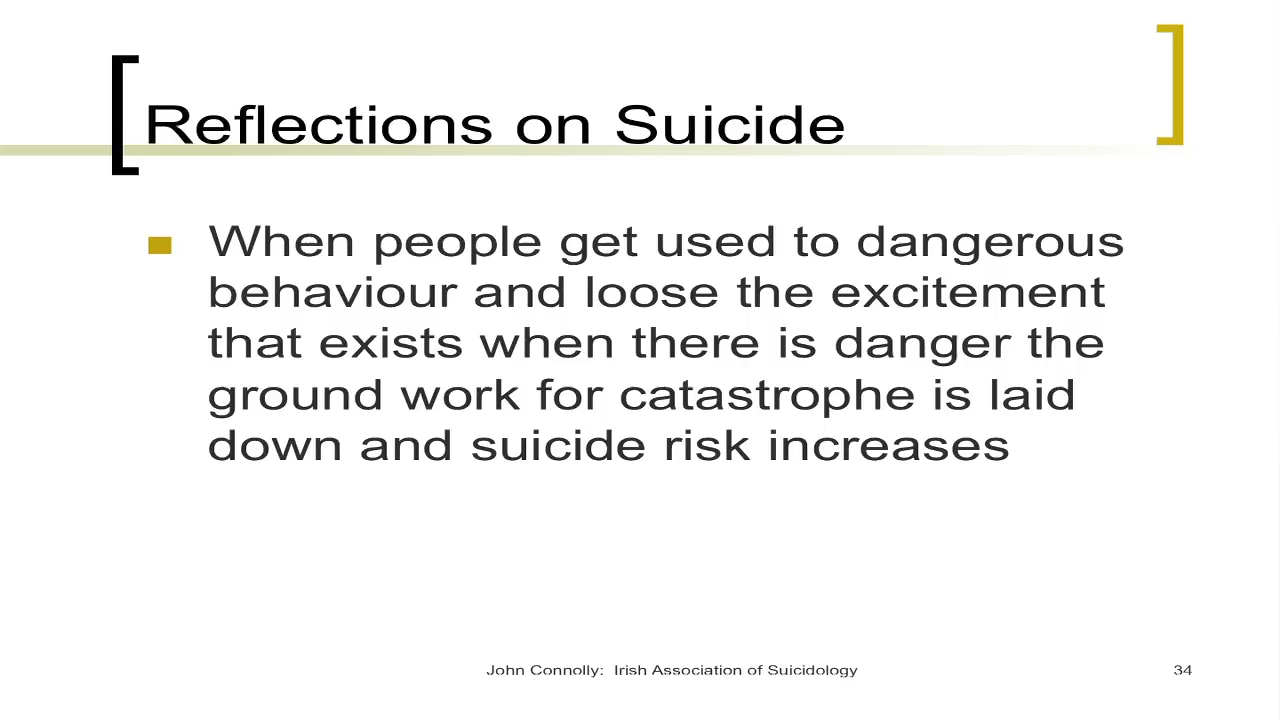 Reflections on Suicide
When people get used to dangerous
behaviour and loose the excitement
that exists when there is danger the
ground work for catastrophe is laid
down and suicide risk increases
John Connolly: Irish Association of Suicidology
34